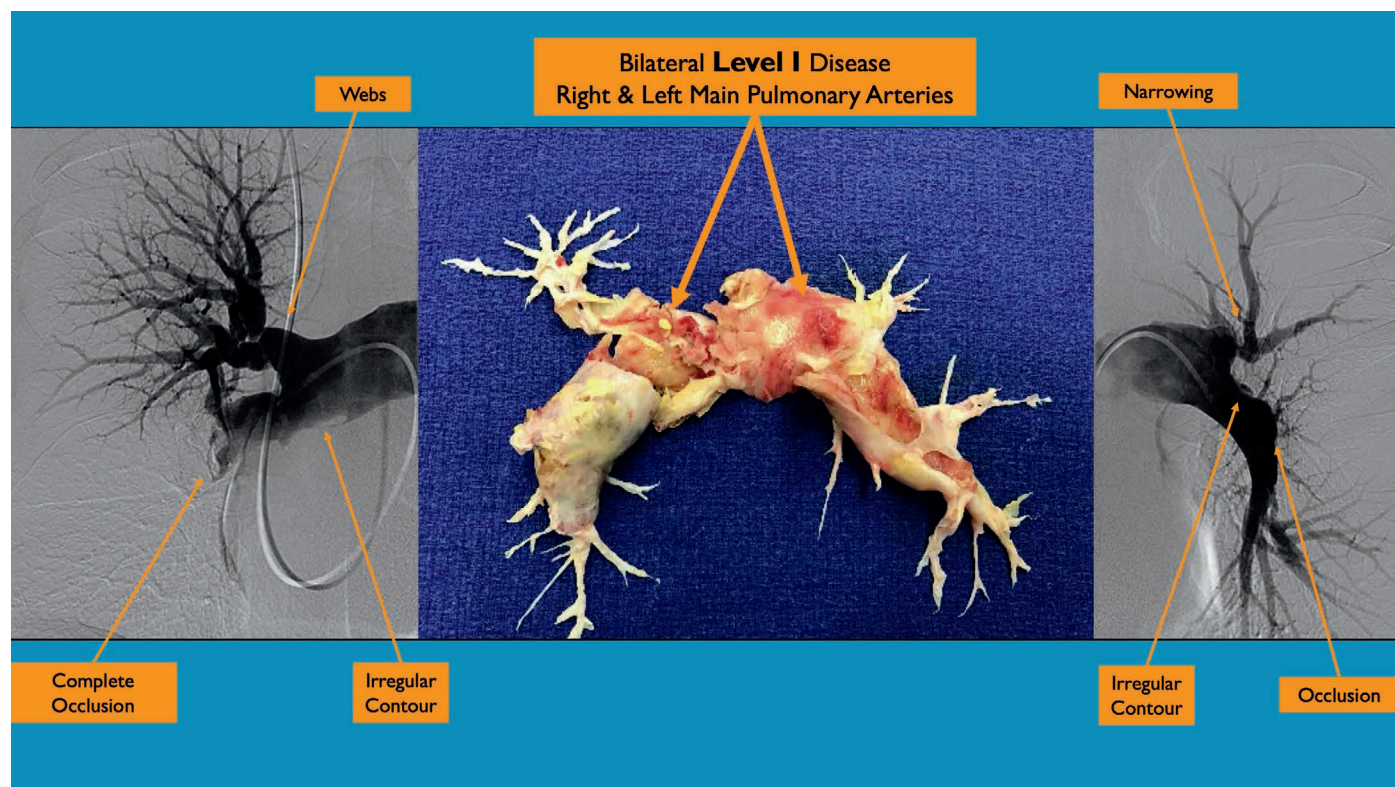 Bilateral Level I Disease
Right & Left Main Pulmonary Arteries
Webs
Narrowing
Complete
Occlusion
Irregular
Contour
Irregular
Contour
Occlusion